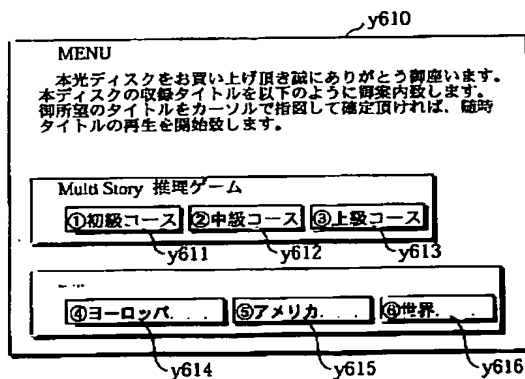 y610
MENU
本光ディスクをお買い上げ頂き誠にありがとう御座います。
本ディスクの収録タイトルを以下のように御案内致します。
御所望のタイトルをカーソルで指図して確定頂ければ、随時
タイトルの再生を開始致します。
Multi Story 推理ゲーム
①初級コース ②中級コース ③上級コース
y611 y612 y613
④ヨーロッパ. . . ⑤アメリカ. . . ⑥世界. . .
y614 y615 y616